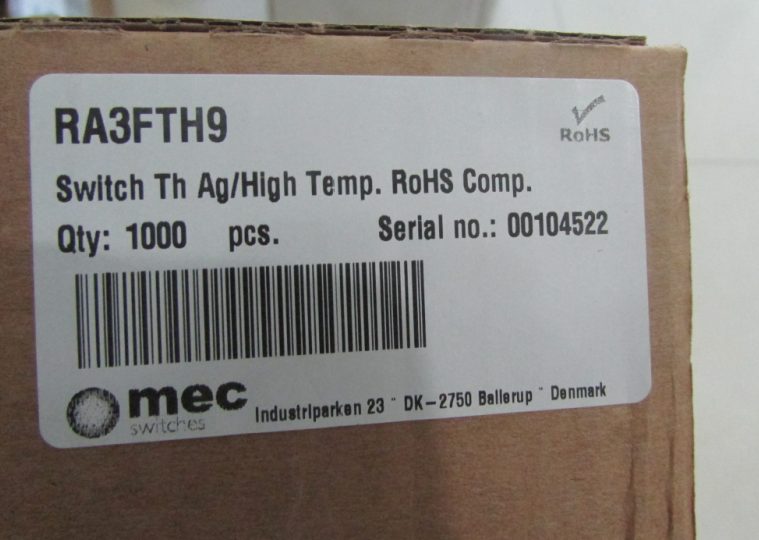 RA3FTH9
RoHS
Switch Th Ag/High Temp. RoHS Comp.
Qty: 1000 pcs. Serial no.: 00104522
mec
switches
Industriparken 23 " DK-2750 Ballerup " Denmark